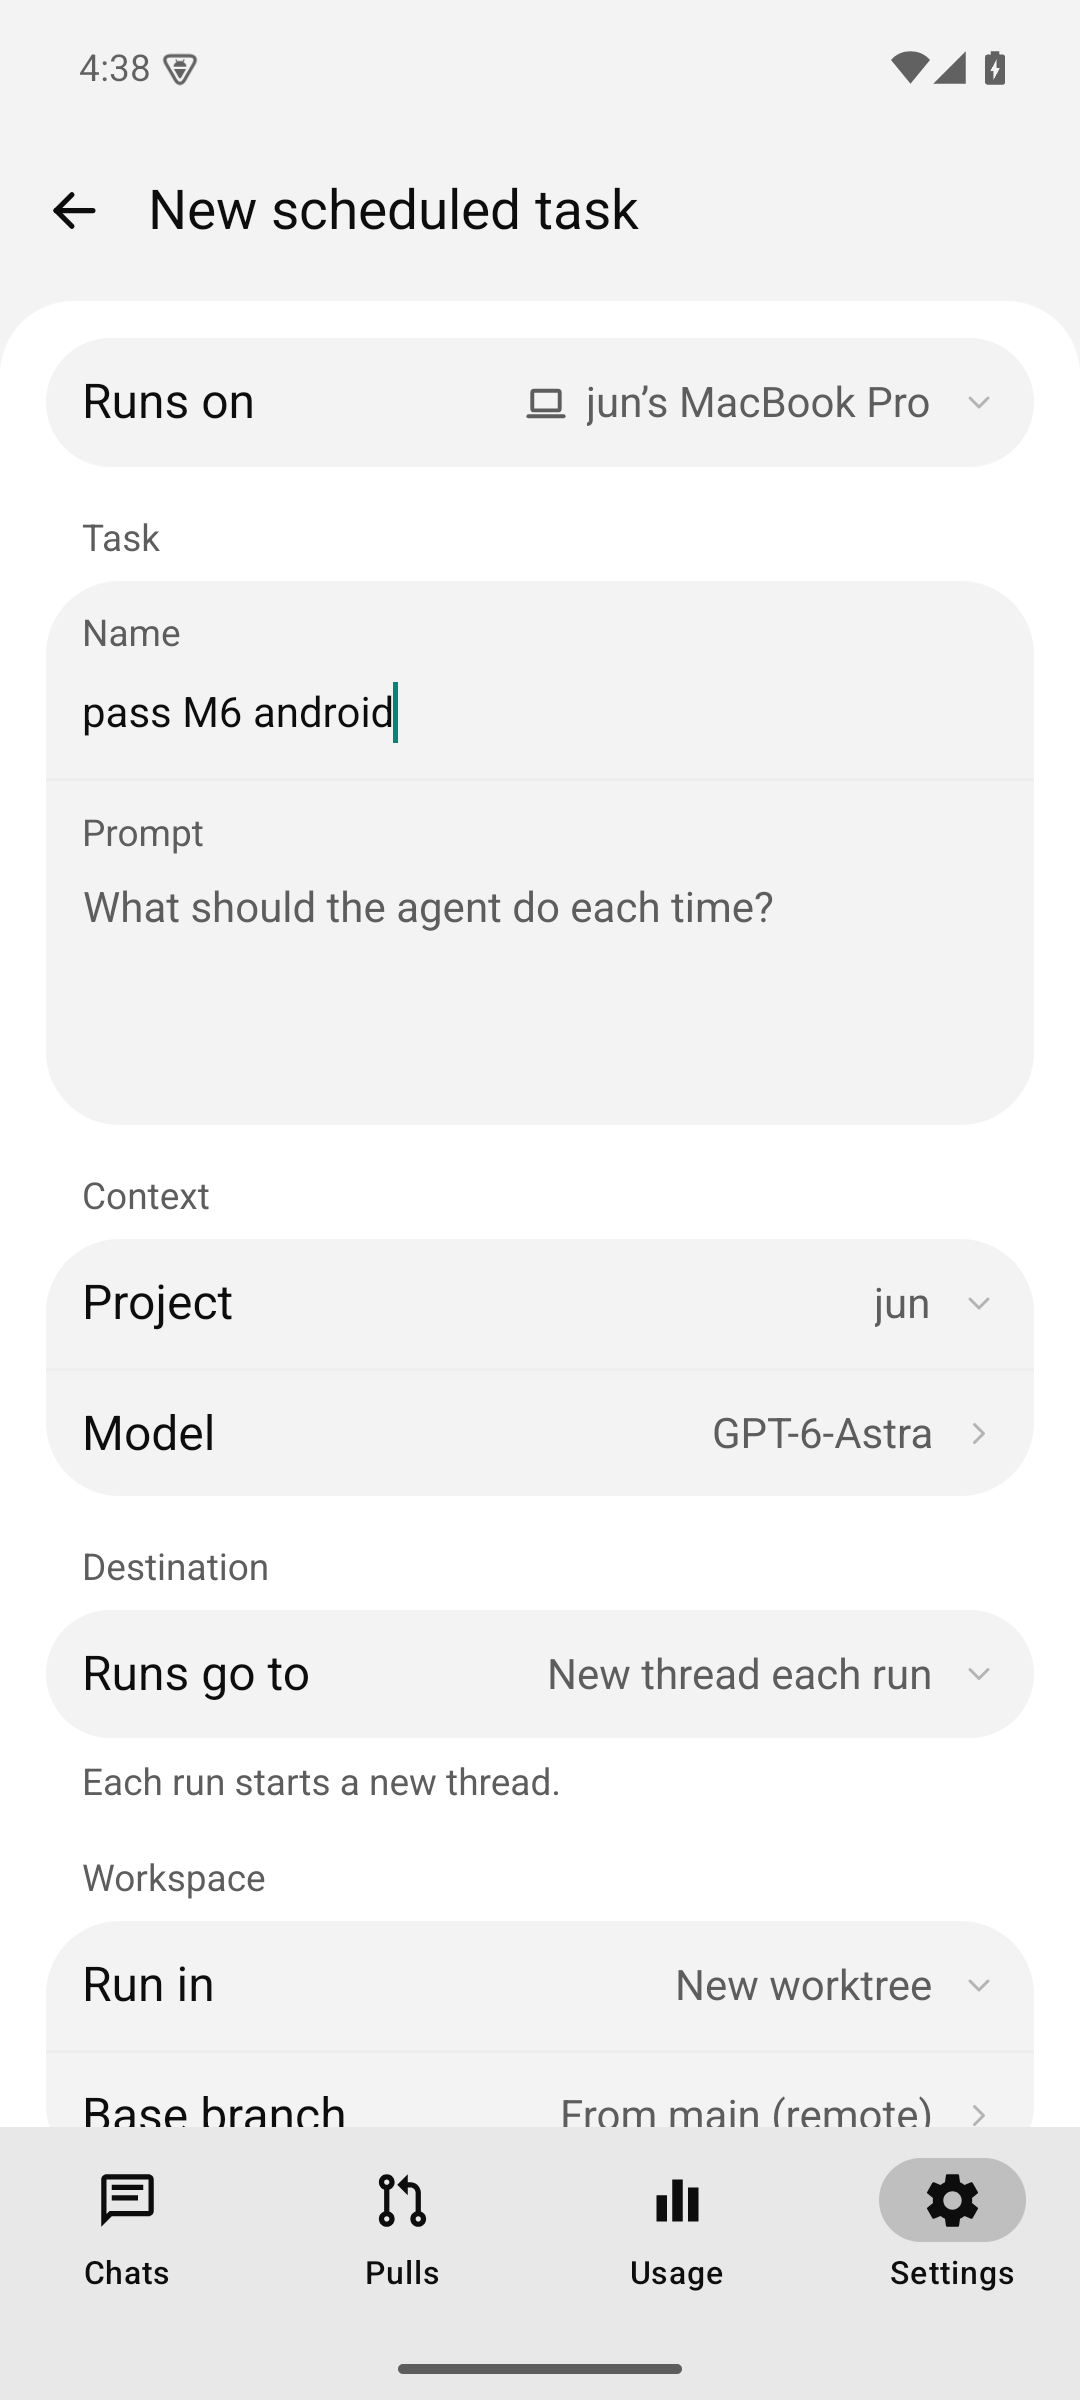 4:38
New scheduled task
Runs on jun’s MacBook Pro
Task
Name
pass M6 android
Prompt
What should the agent do each time?
Context
Project jun
Model GPT-6-Astra
Destination
Runs go to New thread each run
Each run starts a new thread.
Workspace
Run in New worktree
Base branch From main (remote)
Chats Pulls Usage Settings